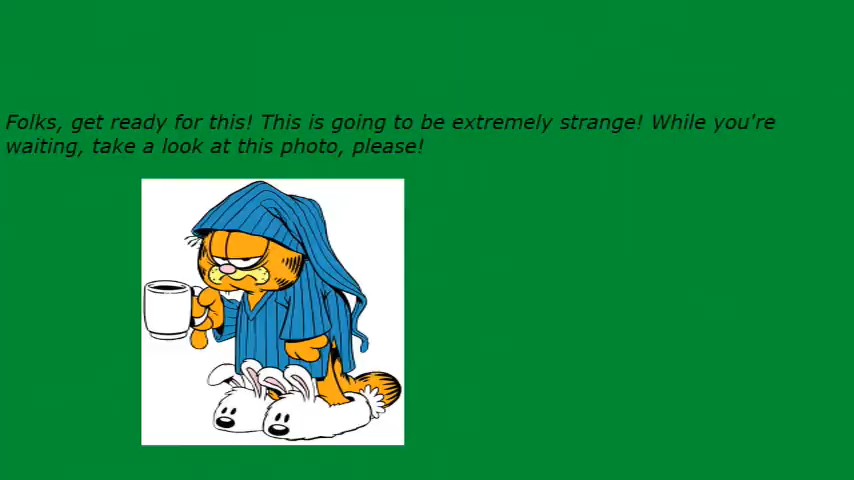 Folks, get ready for this! This is going to be extremely strange! While you're
waiting, take a look at this photo, please!